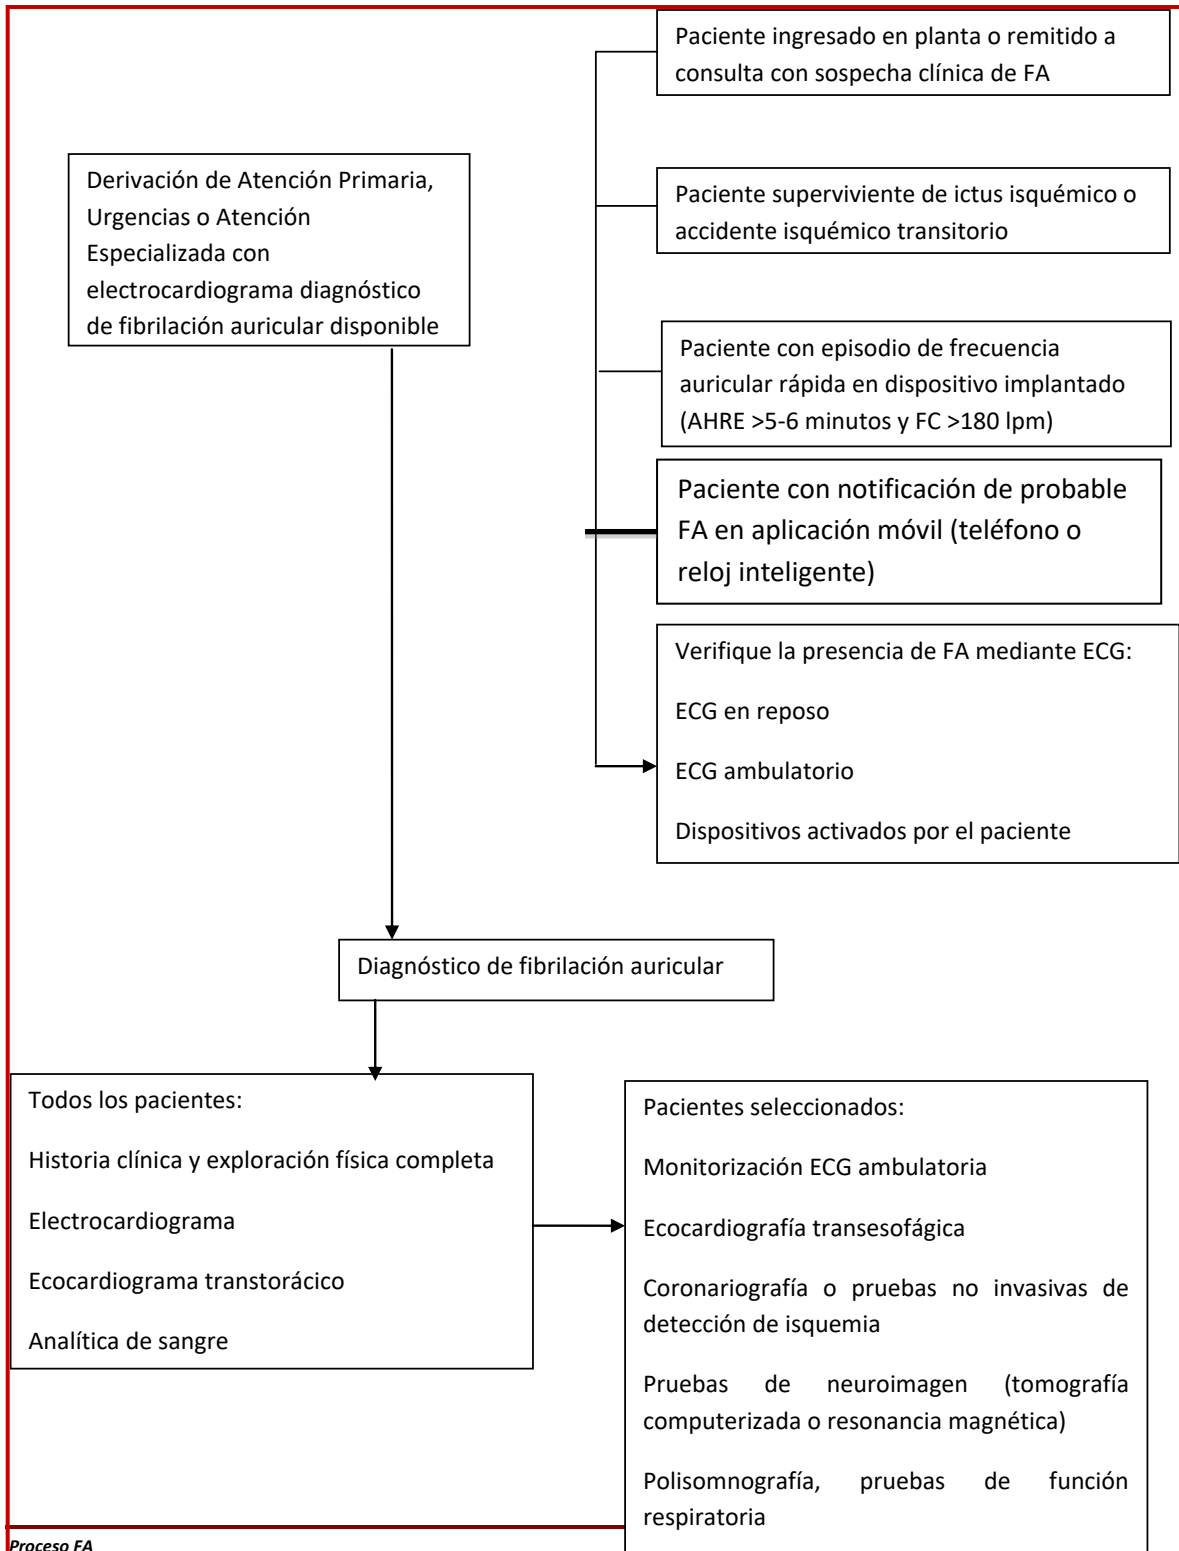 Paciente ingresado en planta o remitido a
consulta con sospecha clínica de FA
Derivación de Atención Primaria,
Urgencias o Atención
Especializada con
electrocardiograma diagnóstico
de fibrilación auricular disponible
Paciente superviviente de ictus isquémico o
accidente isquémico transitorio
Paciente con episodio de frecuencia
auricular rápida en dispositivo implantado
(AHRE >5-6 minutos y FC >180 lpm)
Paciente con notificación de probable
FA en aplicación móvil (teléfono o
reloj inteligente)
Verifique la presencia de FA mediante ECG:
ECG en reposo
ECG ambulatorio
Dispositivos activados por el paciente
Diagnóstico de fibrilación auricular
Todos los pacientes:
Historia clínica y exploración física completa
Electrocardiograma
Ecocardiograma transtorácico
Analítica de sangre
Pacientes seleccionados:
Monitorización ECG ambulatoria
Ecocardiografía transesofágica
Coronariografía o pruebas no invasivas de
detección de isquemia
Pruebas de neuroimagen (tomografía
computerizada o resonancia magnética)
Polisomnografía, pruebas de función
respiratoria
Proceso FA